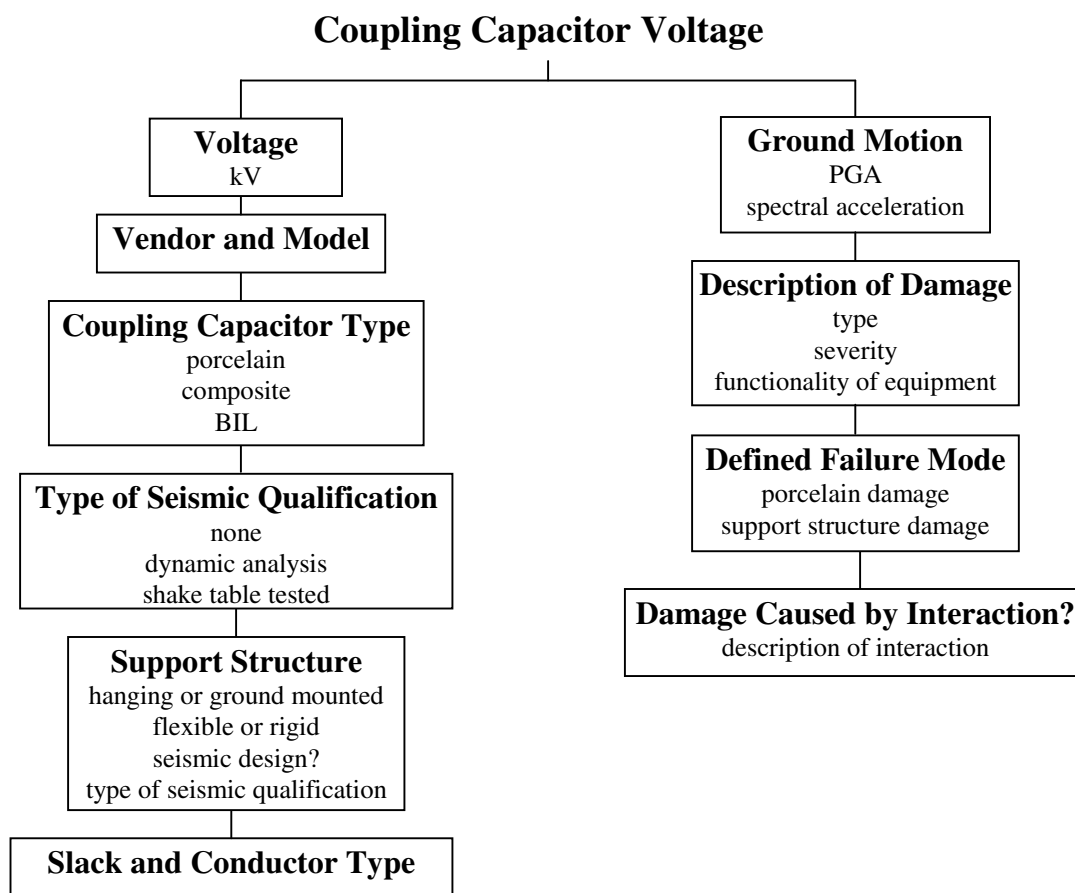 Coupling Capacitor Voltage
Voltage
kV
Vendor and Model
Coupling Capacitor Type
porcelain
composite
BIL
Type of Seismic Qualification
none
dynamic analysis
shake table tested
Support Structure
hanging or ground mounted
flexible or rigid
seismic design?
type of seismic qualification
Slack and Conductor Type
Ground Motion
PGA
spectral acceleration
Description of Damage
type
severity
functionality of equipment
Defined Failure Mode
porcelain damage
support structure damage
Damage Caused by Interaction?
description of interaction